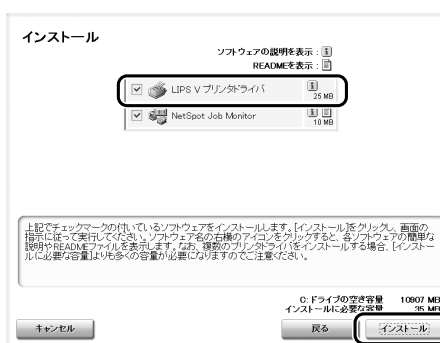 インストール
ソフトウェアの説明を表示 :
READMEを表示 :
LIPS V プリンタドライバ
25 MB
NetSpot Job Monitor
10 MB
上記でチェックマークの付いているソフトウェアをインストールします。[インストール]をクリックし、画面の
指示に従って実行してください。ソフトウェア名の右横のアイコンをクリックすると、各ソフトウェアの簡単な
説明やREADMEファイルを表示します。なお、複数のプリンタドライバをインストールする場合、[インストー
ルに必要な容量]よりも多くの容量が必要になりますのでご注意ください。
C: ドライブの空き容量 10907 MB
インストールに必要な容量 35 MB
キャンセル
戻る
インストール